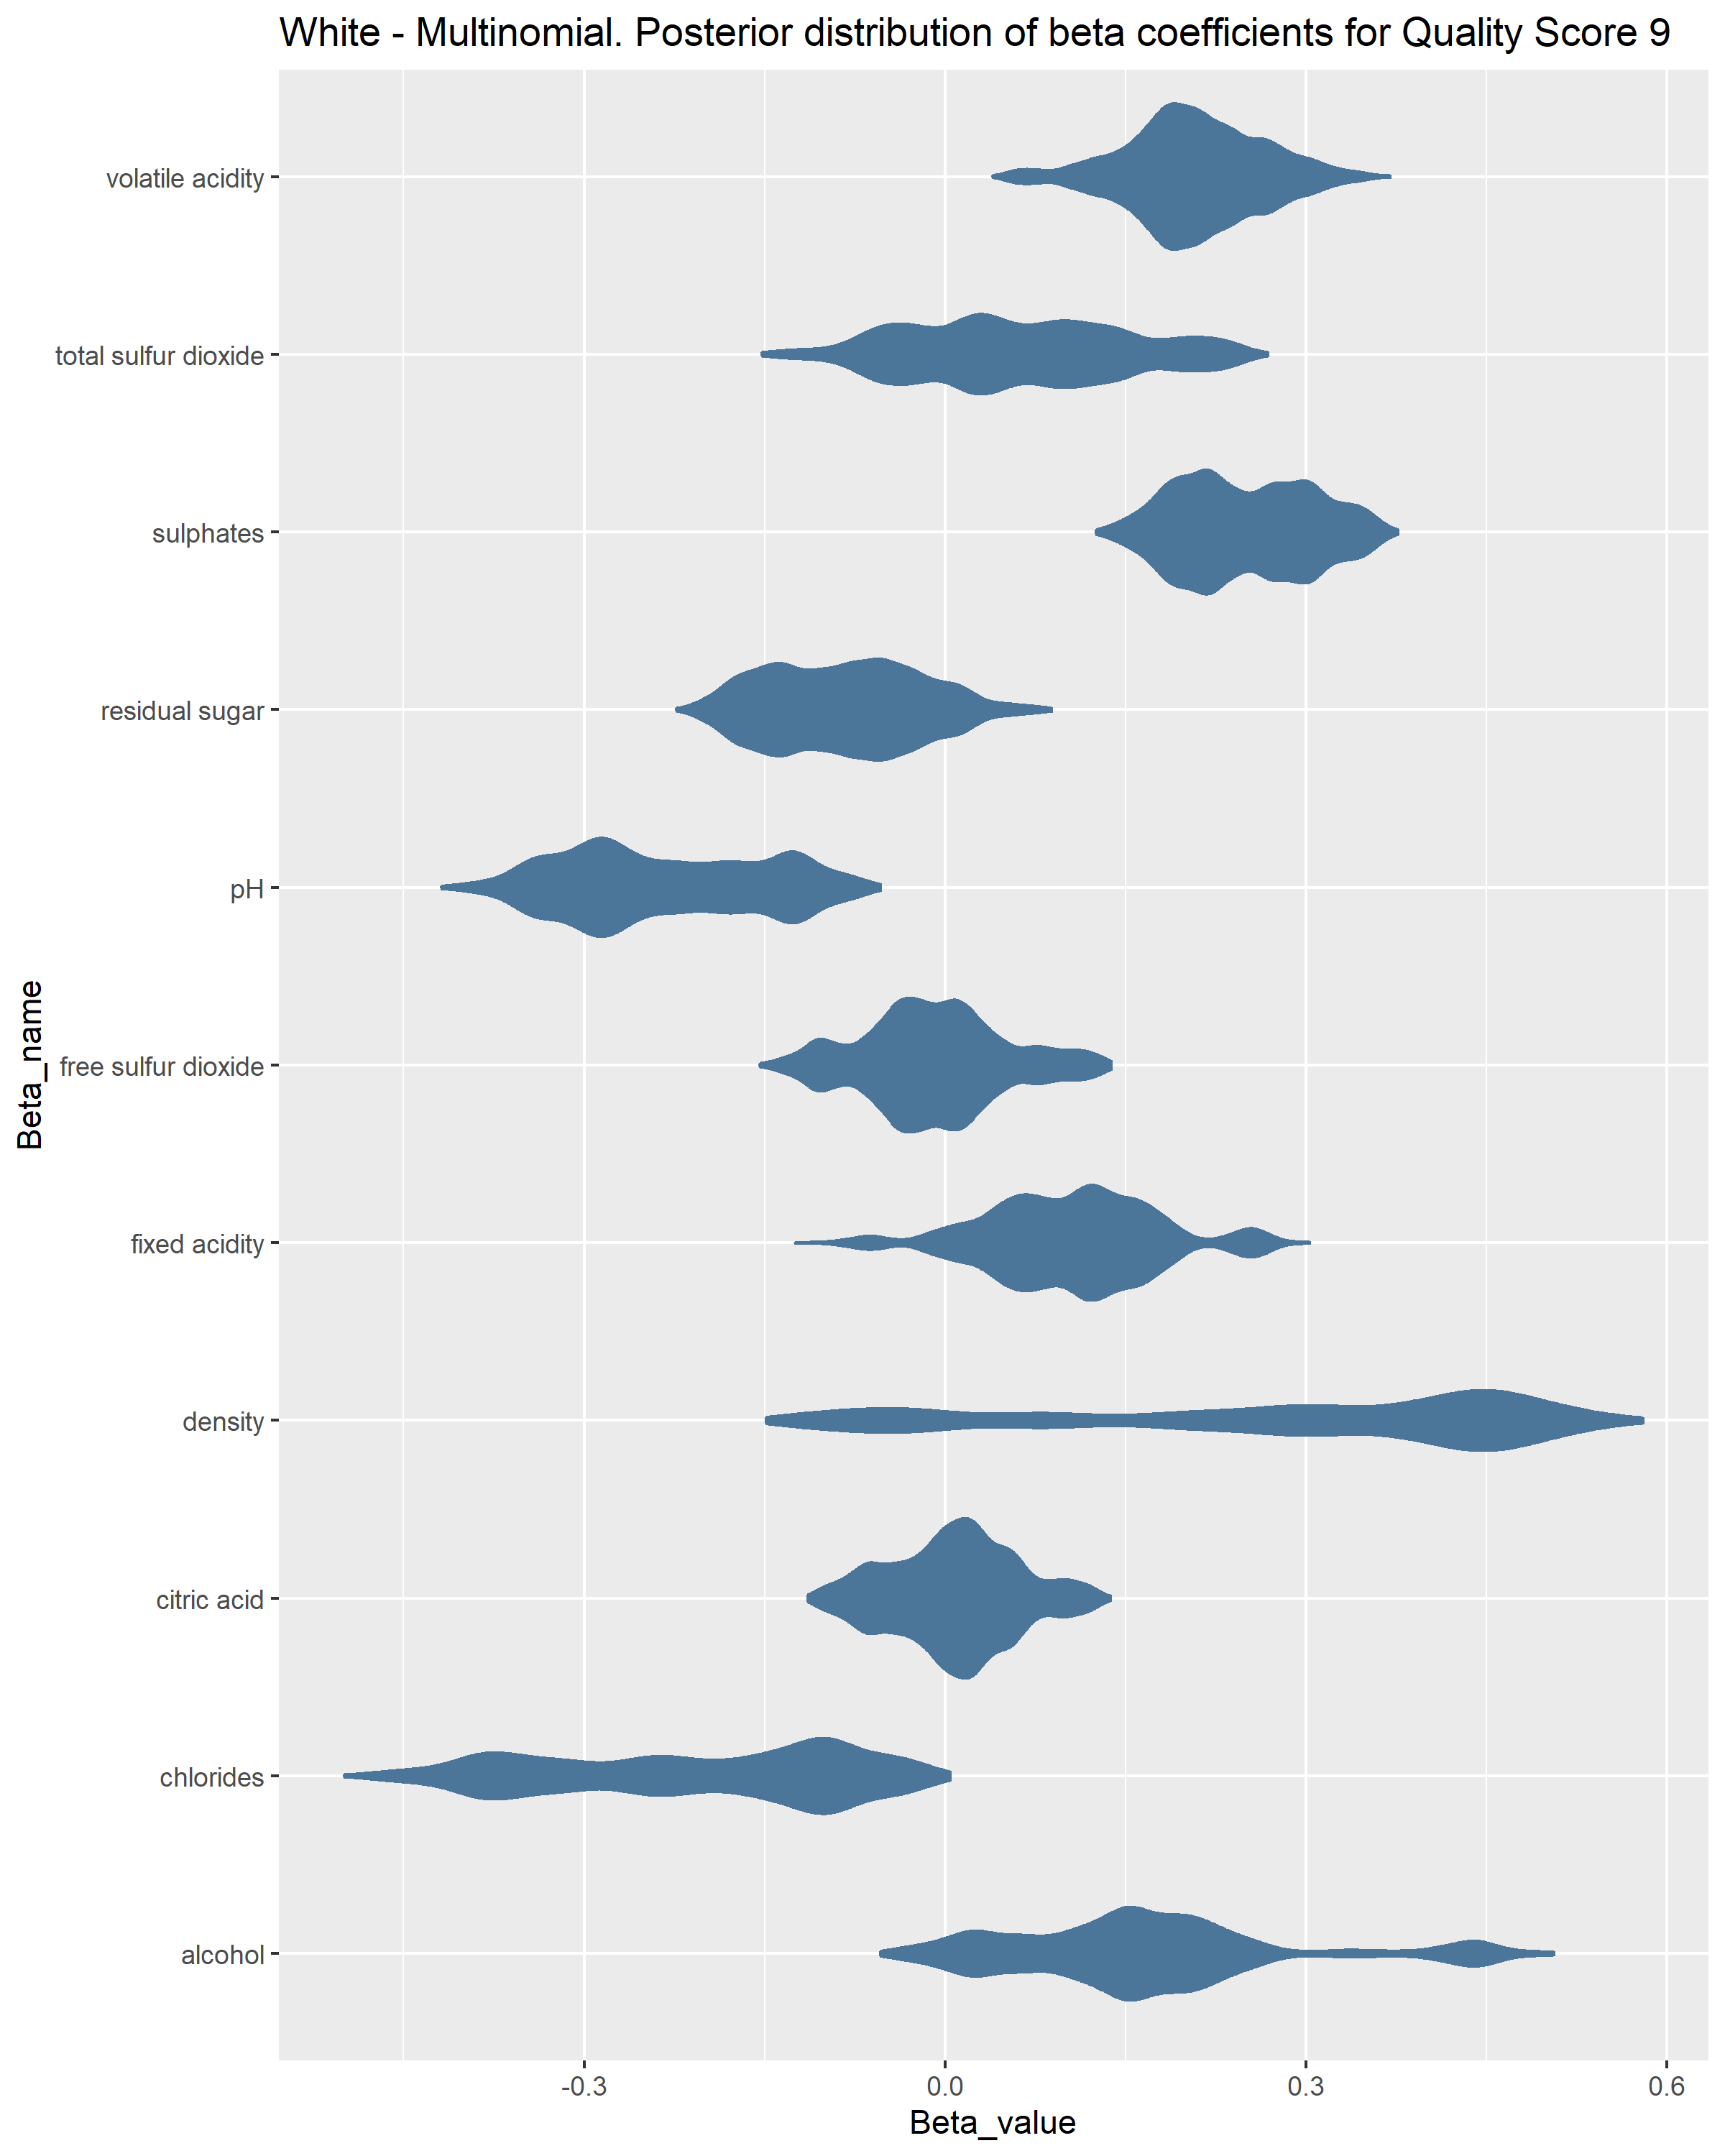 White - Multinomial. Posterior distribution of beta coefficients for Quality Score 9
volatile acidity
total sulfur dioxide
sulphates
residual sugar
pH
free sulfur dioxide
fixed acidity
density
citric acid
chlorides
alcohol
Beta_name
-0.3 0.0 0.3 0.6
Beta_value